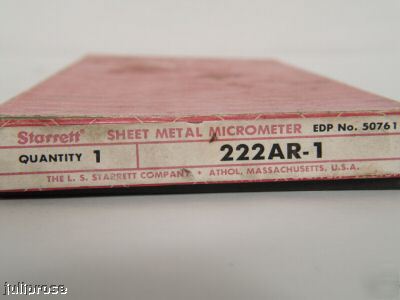 Starrett SHEET METAL MICROMETER EDP No. 50761
QUANTITY 1 222AR-1
THE L. S. STARRETT COMPANY • ATHOL, MASSACHUSETTS, U.S.A.
juliprose